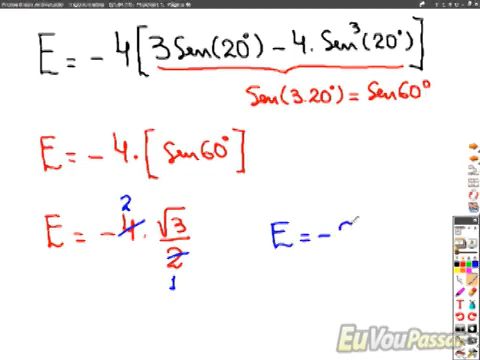 E = - 4 [ 3 Sen(20°) - 4 . Sen³(20°) ]
Sen(3.20°) = Sen60°
E = - 4 . [ Sen60° ]
2
E = - 4 . √3/2
1
E = -
EuVouPassar